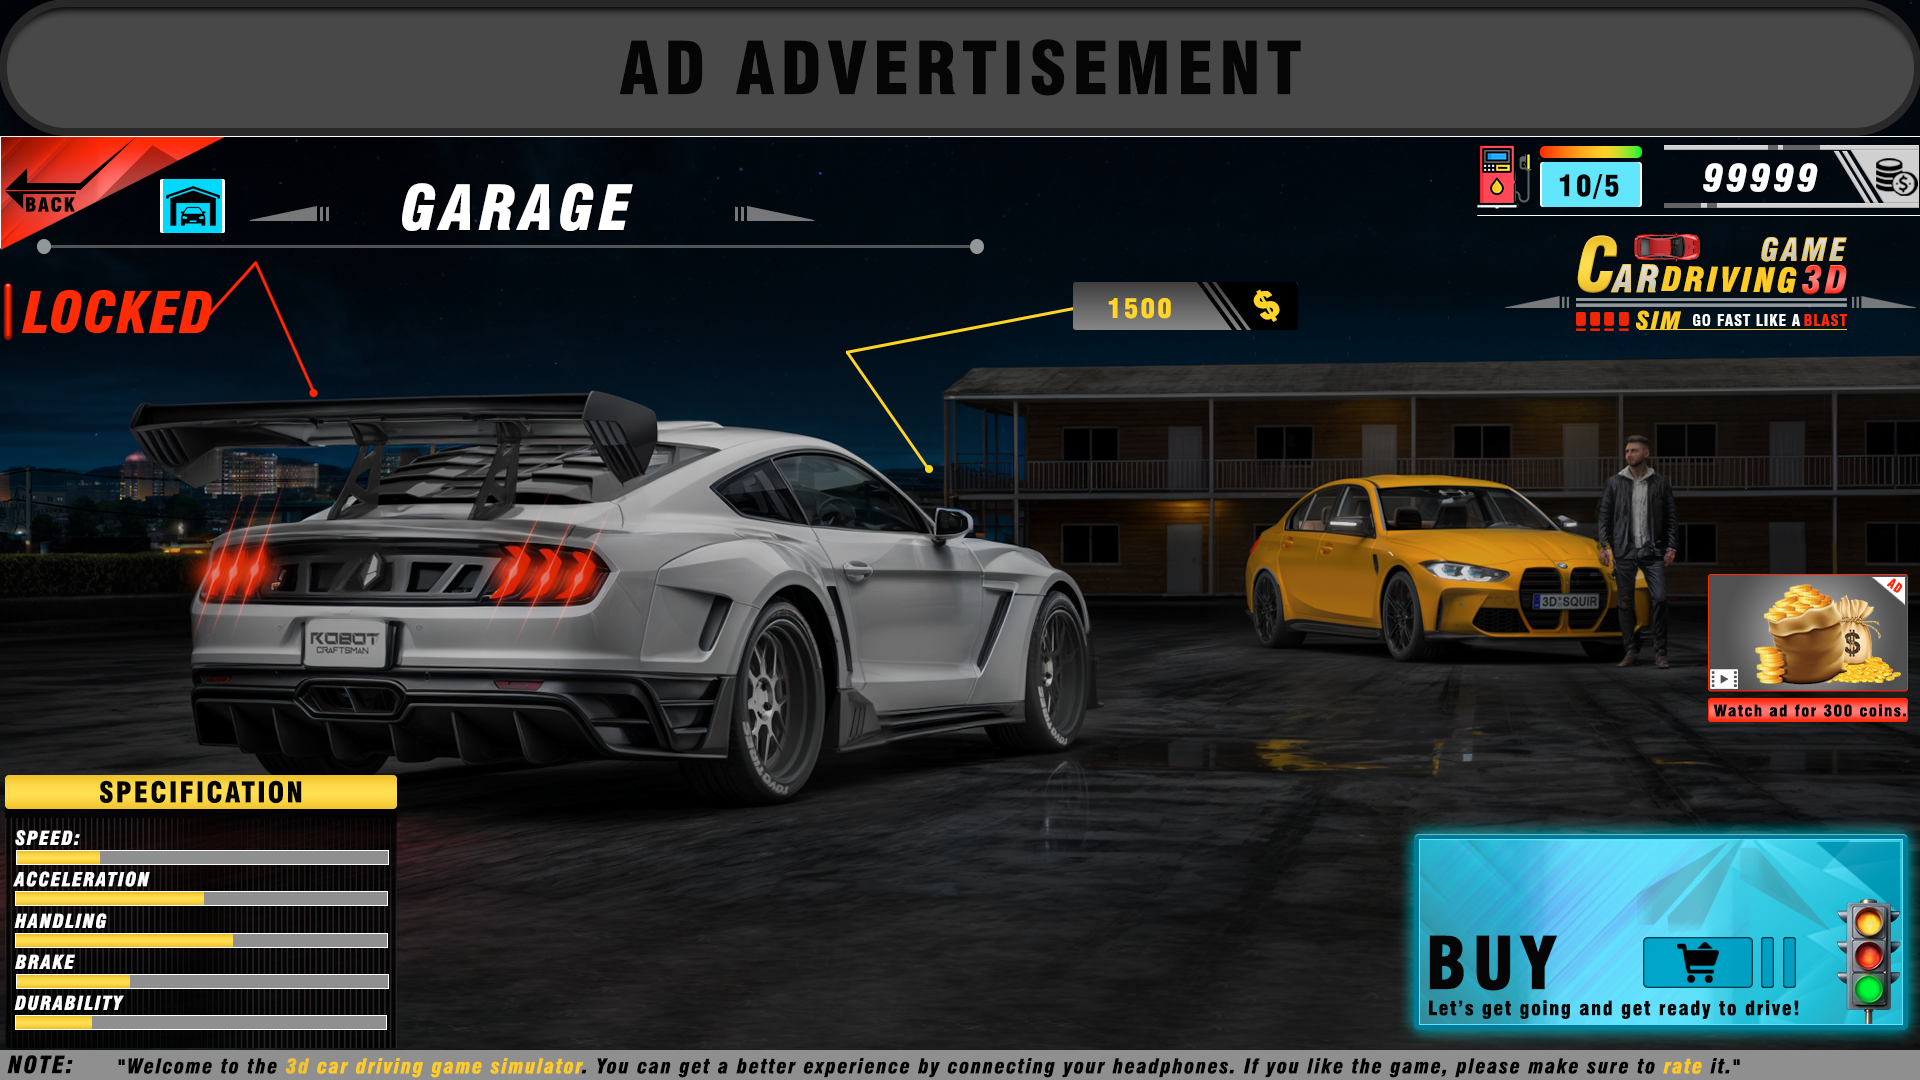 AD ADVERTISEMENT
BACK
GARAGE
10/5
99999
LOCKED
1500 $
GAME
CARDRIVING 3D
SIM GO FAST LIKE A BLAST
ROBOT
CRAFTSMAN
3D*SQUIR
AD
$
Watch ad for 300 coins.
SPECIFICATION
SPEED:
ACCELERATION
HANDLING
BRAKE
DURABILITY
BUY
Let's get going and get ready to drive!
NOTE: "Welcome to the 3d car driving game simulator. You can get a better experience by connecting your headphones. If you like the game, please make sure to rate it."